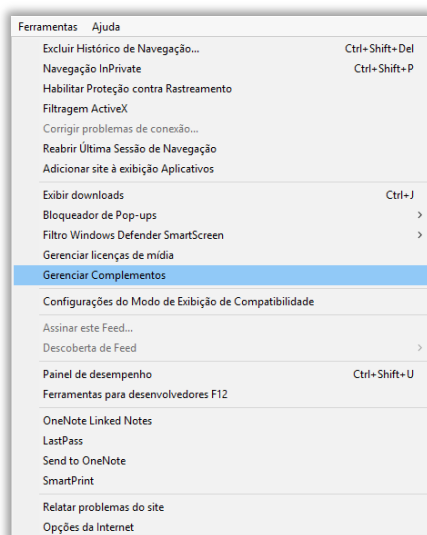 Ferramentas Ajuda
Excluir Histórico de Navegação... Ctrl+Shift+Del
Navegação InPrivate Ctrl+Shift+P
Habilitar Proteção contra Rastreamento
Filtragem ActiveX
Corrigir problemas de conexão...
Reabrir Última Sessão de Navegação
Adicionar site à exibição Aplicativos
Exibir downloads Ctrl+J
Bloqueador de Pop-ups
Filtro Windows Defender SmartScreen
Gerenciar licenças de mídia
Gerenciar Complementos
Configurações do Modo de Exibição de Compatibilidade
Assinar este Feed...
Descoberta de Feed
Painel de desempenho Ctrl+Shift+U
Ferramentas para desenvolvedores F12
OneNote Linked Notes
LastPass
Send to OneNote
SmartPrint
Relatar problemas do site
Opções da Internet